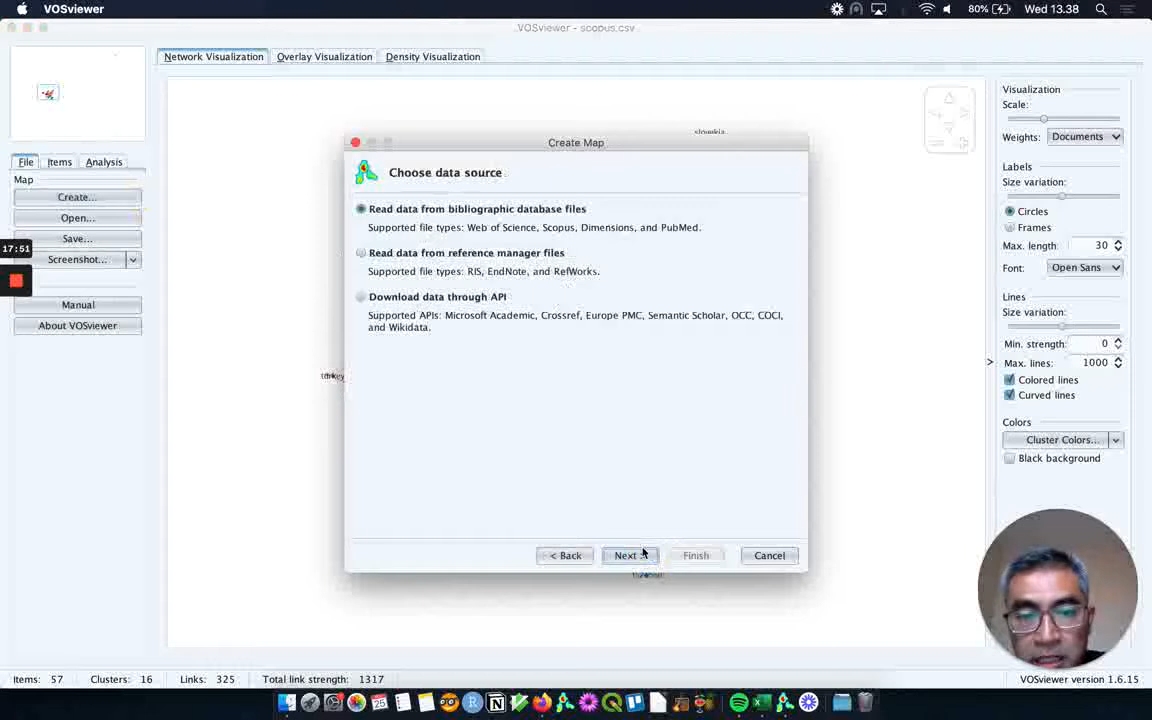 VOSviewer
80%
Wed 13.38
VOSviewer - scopus.csv
Network Visualization
Overlay Visualization
Density Visualization
File
Items
Analysis
Map
Create...
Open...
Save...
Screenshot...
Manual
About VOSviewer
17:51
slovakia
Create Map
Choose data source
Read data from bibliographic database files
Supported file types: Web of Science, Scopus, Dimensions, and PubMed.
Read data from reference manager files
Supported file types: RIS, EndNote, and RefWorks.
Download data through API
Supported APIs: Microsoft Academic, Crossref, Europe PMC, Semantic Scholar, OCC, COCI,
and Wikidata.
< Back
Next
Finish
Cancel
Visualization
Scale:
Weights:
Documents
Labels
Size variation:
Circles
Frames
Max. length:
30
Font:
Open Sans
Lines
Size variation:
Min. strength:
0
Max. lines:
1000
Colored lines
Curved lines
Colors
Cluster Colors...
Black background
>
Items: 57
Clusters: 16
Links: 325
Total link strength: 1317
VOSviewer version 1.6.15
25